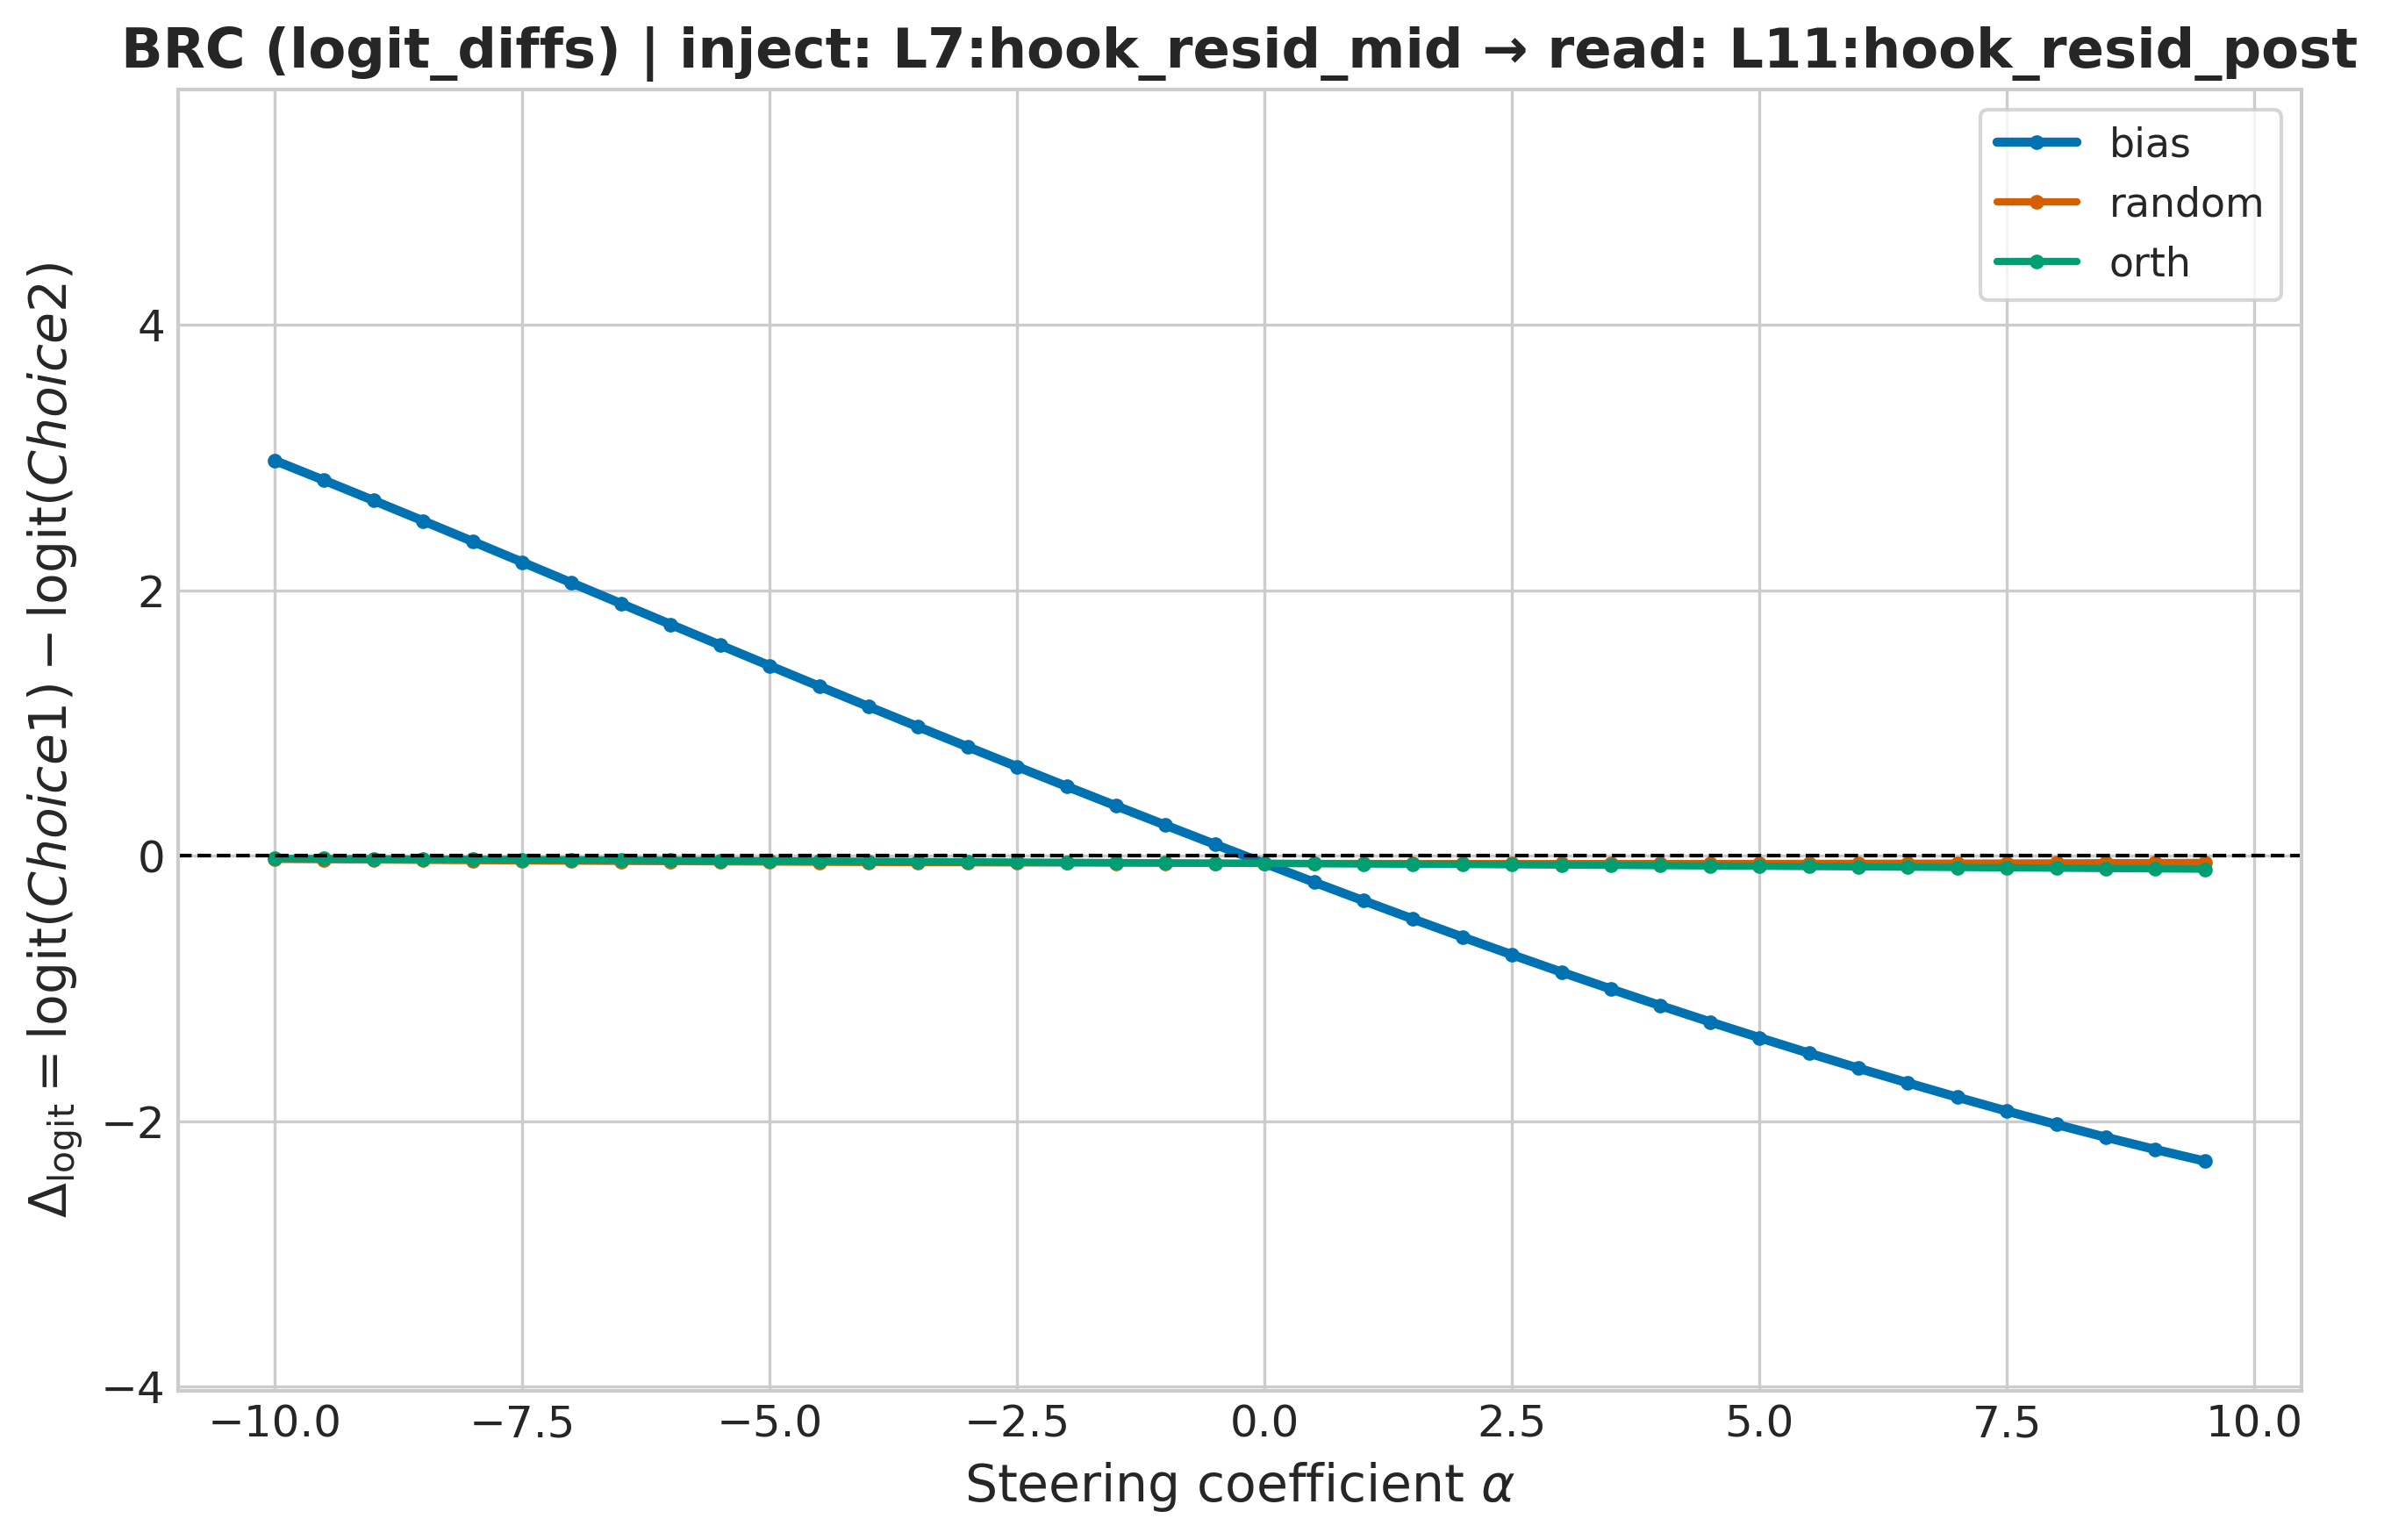 BRC (logit_diffs) | inject: L7:hook_resid_mid → read: L11:hook_resid_post
bias
random
orth
Δlogit = logit(Choice1) − logit(Choice2)
4
2
0
−2
−4
−10.0 −7.5 −5.0 −2.5 0.0 2.5 5.0 7.5 10.0
Steering coefficient α